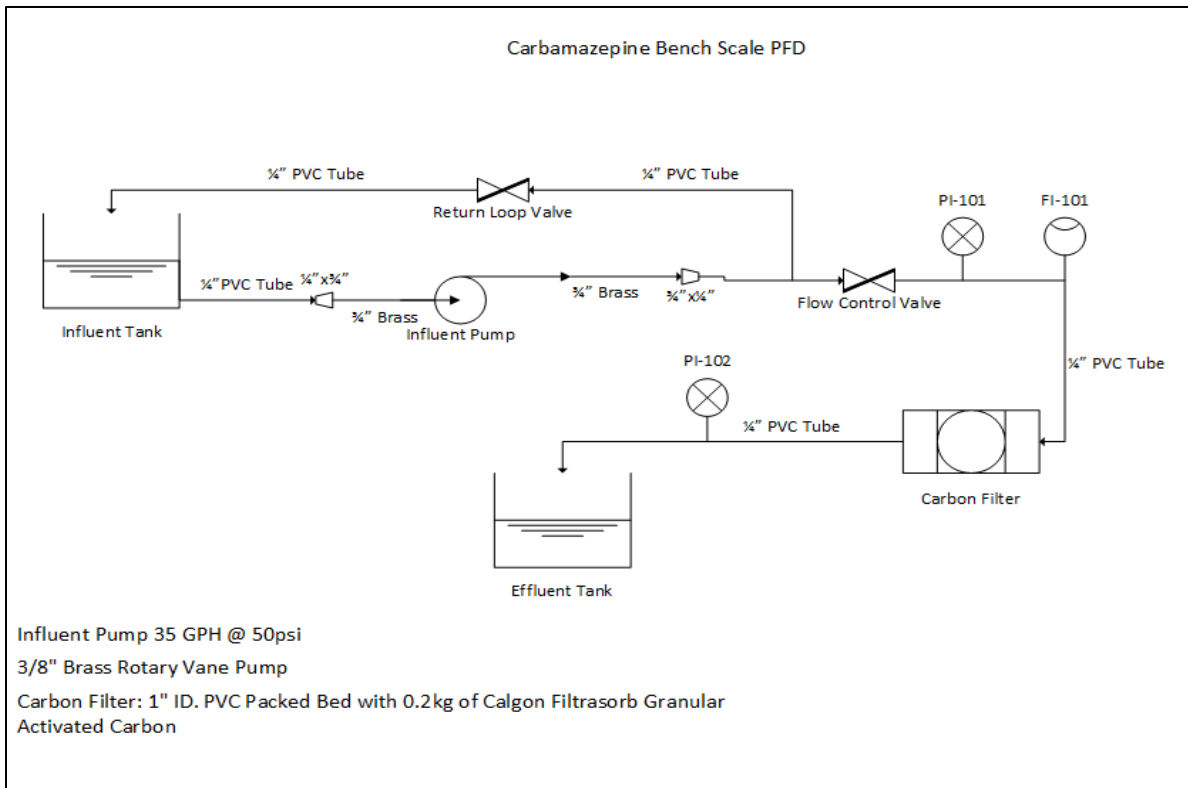 Carbamazepine Bench Scale PFD
¼” PVC Tube
¼” PVC Tube
Return Loop Valve
PI-101
FI-101
¼”PVC Tube
¼”x¾”
¾” Brass
Influent Pump
¾” Brass
¾”x¼”
Flow Control Valve
Influent Tank
PI-102
¼” PVC Tube
¼” PVC Tube
Carbon Filter
Effluent Tank
Influent Pump 35 GPH @ 50psi
3/8" Brass Rotary Vane Pump
Carbon Filter: 1" ID. PVC Packed Bed with 0.2kg of Calgon Filtrasorb Granular
Activated Carbon